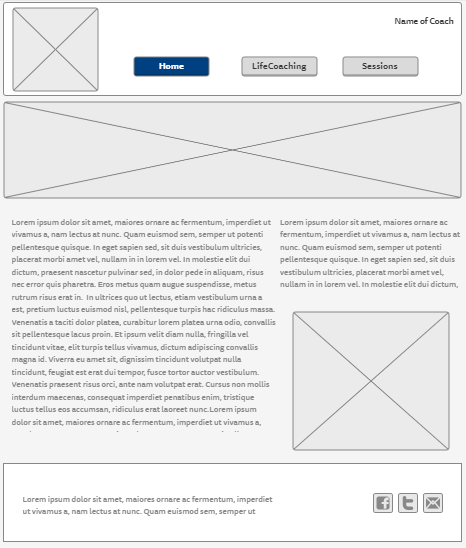 Name of Coach
Home
LifeCoaching
Sessions
Lorem ipsum dolor sit amet, maiores ornare ac fermentum, imperdiet ut
vivamus a, nam lectus at nunc. Quam euismod sem, semper ut potenti
pellentesque quisque. In eget sapien sed, sit duis vestibulum ultricies,
placerat morbi amet vel, nullam in in lorem vel. In molestie elit dui
dictum, praesent nascetur pulvinar sed, in dolor pede in aliquam, risus
nec error quis pharetra. Eros metus quam augue suspendisse, metus
rutrum risus erat in. In ultrices quo ut lectus, etiam vestibulum urna a
est, pretium luctus euismod nisl, pellentesque turpis hac ridiculus massa.
Venenatis a taciti dolor platea, curabitur lorem platea urna odio, convallis
sit pellentesque lacus proin. Et ipsum velit diam nulla, fringilla vel
tincidunt vitae, elit turpis tellus vivamus, dictum adipiscing convallis
magna id. Viverra eu amet sit, dignissim tincidunt volutpat nulla
tincidunt, feugiat est erat dui tempor, fusce tortor auctor vestibulum.
Venenatis praesent risus orci, ante nam volutpat erat. Cursus non mollis
interdum maecenas, consequat imperdiet penatibus enim, tristique
luctus tellus eos accumsan, ridiculus erat laoreet nunc.Lorem ipsum
dolor sit amet, maiores ornare ac fermentum, imperdiet ut vivamus a,
Lorem ipsum dolor sit amet, maiores ornare ac
fermentum, imperdiet ut vivamus a, nam lectus at
nunc. Quam euismod sem, semper ut potenti
pellentesque quisque. In eget sapien sed, sit duis
vestibulum ultricies, placerat morbi amet vel,
nullam in in lorem vel. In molestie elit dui dictum,
Lorem ipsum dolor sit amet, maiores ornare ac fermentum, imperdiet
ut vivamus a, nam lectus at nunc. Quam euismod sem, semper ut